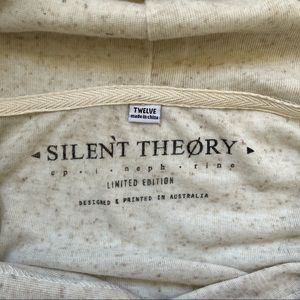 TWELVE
made in china
SILENT THEØRY
ep·i·neph·rine
LIMITED EDITION
DESIGNED & PRINTED IN AUSTRALIA